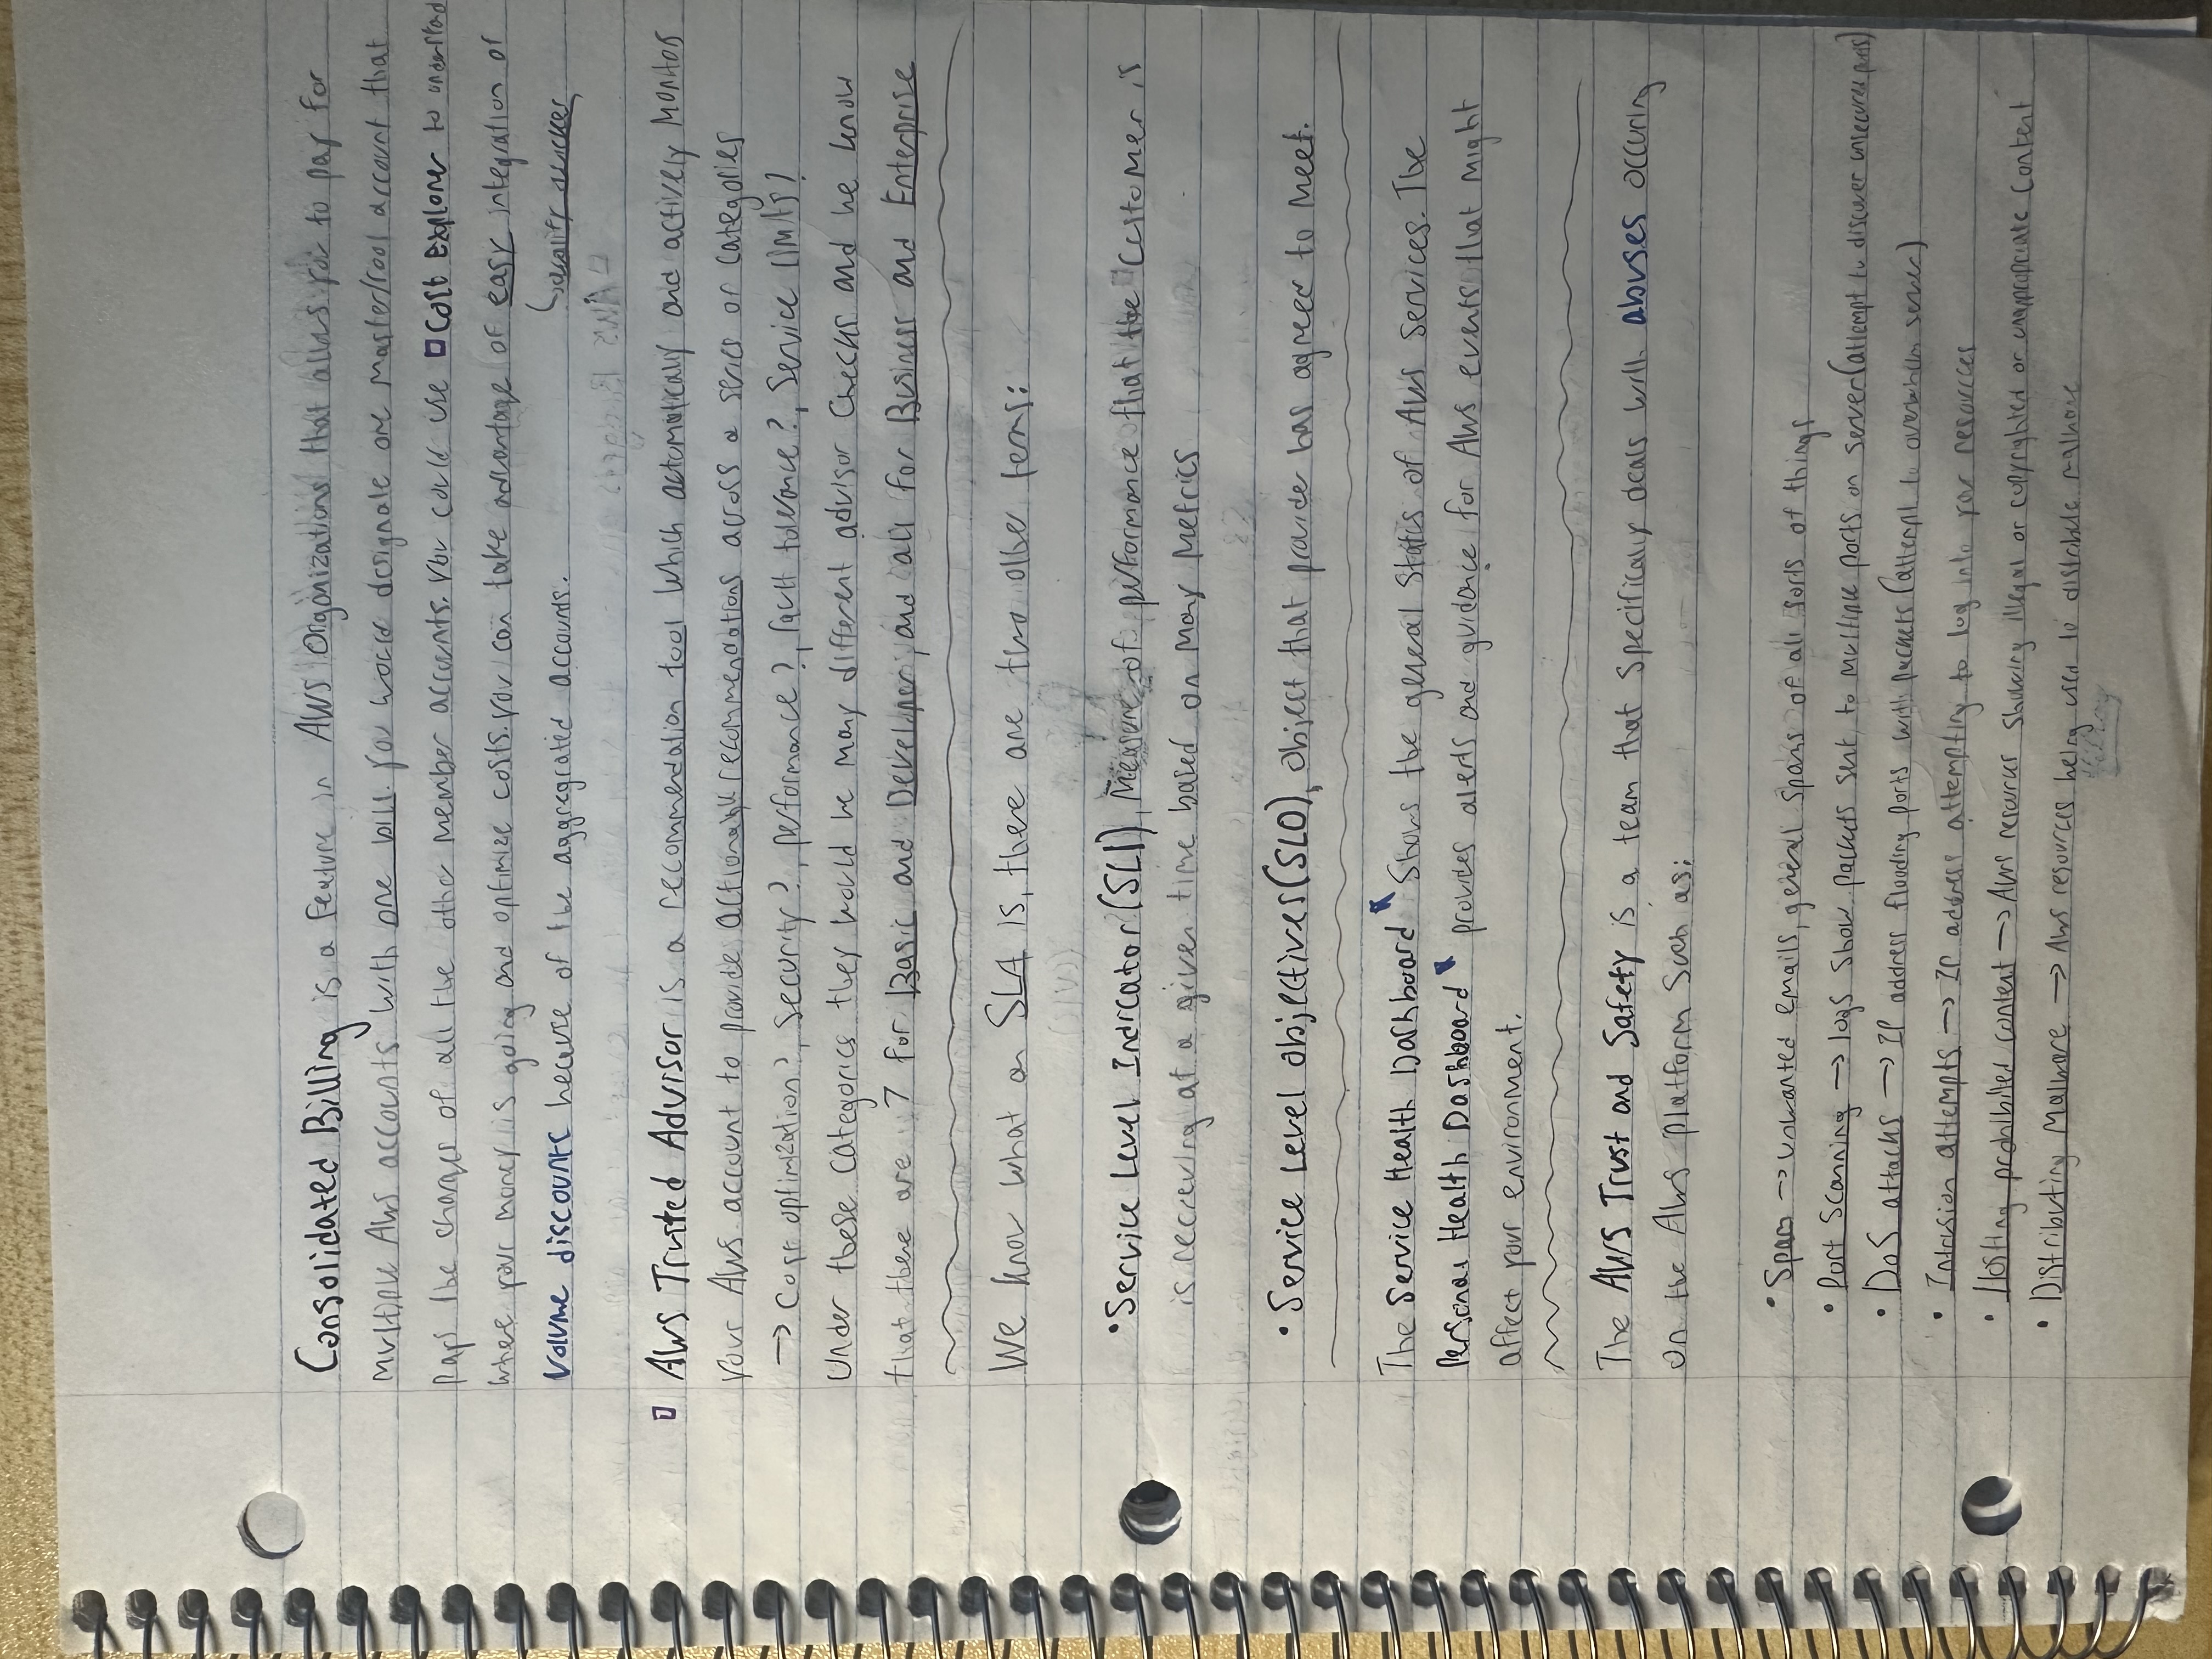 Consolidated Billing is a feature in AWS Organizations that allows you to pay for
multiple AWS accounts with one bill. You would designate one master/root account that
pays the charges of all the other member accounts. You could use Cost Explorer to understand
where your money is going and optimize costs. You can take advantage of easy integration of
Volume discounts because of the aggregrated accounts.
qualify quicker
AWS Trusted Advisor is a recommendation tool which automatically and actively monitors
your AWS account to provide actionable recommendations across a series of categories
→ Cost optimization?, Security?, performance?, fault tolerance?, Service limits?
Under these categories they would be many different advisor checks and we know
that there are 7 for Basic and Developer, and all for Business and Enterprise
We know what an SLA is, there are two other terms:
• Service Level Indicator (SLI), Measure of performance that the customer is
is recieving at a given time based on many metrics
• Service Level Objectives (SLO), Object that provider has agreed to meet.
The Service Health Dashboard shows the general status of AWS services. The
Personal Health Dashboard provides alerts and guidance for AWS events that might
affect your environment.
The AWS Trust and Safety is a team that specifically deals with abuses occuring
on the AWS platform such as:
• Spam → unwanted emails, general spams of all sorts of things
• Port Scanning → logs show packets sent to multiple ports on server (attempt to discover unsecured ports)
• DoS attacks → IP address flooding ports with packets (attempt to overwhelm server)
• Intrusion attempts → IP address attempting to log into your resources
• Hosting prohibited content → AWS resources showing illegal or copyrighted or unappropriate content
• Distributing Malware → AWS resources being used to distribute malware